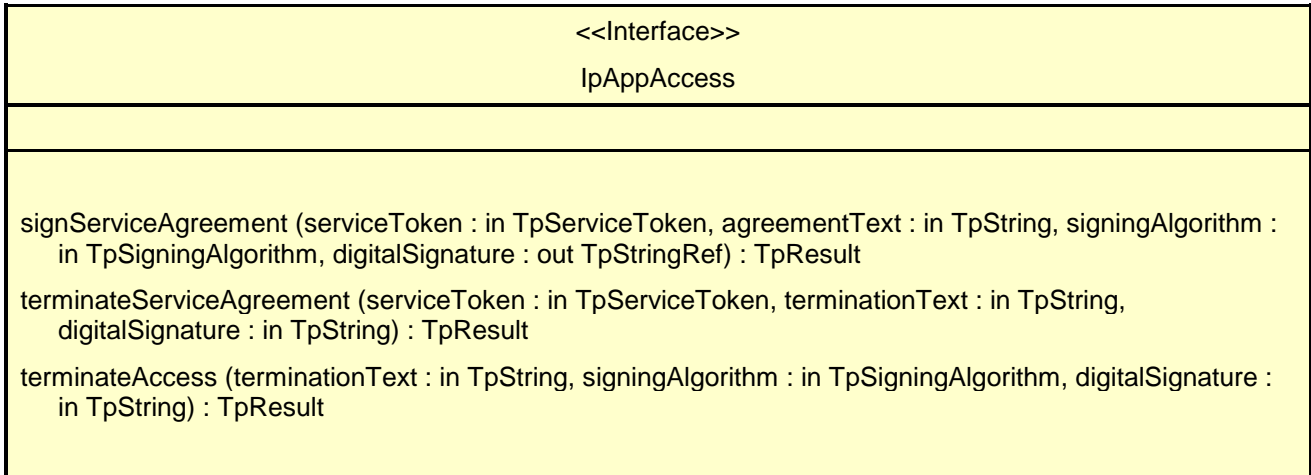 <<Interface>>
IpAppAccess
signServiceAgreement (serviceToken : in TpServiceToken, agreementText : in TpString, signingAlgorithm :
in TpSigningAlgorithm, digitalSignature : out TpStringRef) : TpResult
terminateServiceAgreement (serviceToken : in TpServiceToken, terminationText : in TpString,
digitalSignature : in TpString) : TpResult
terminateAccess (terminationText : in TpString, signingAlgorithm : in TpSigningAlgorithm, digitalSignature :
in TpString) : TpResult